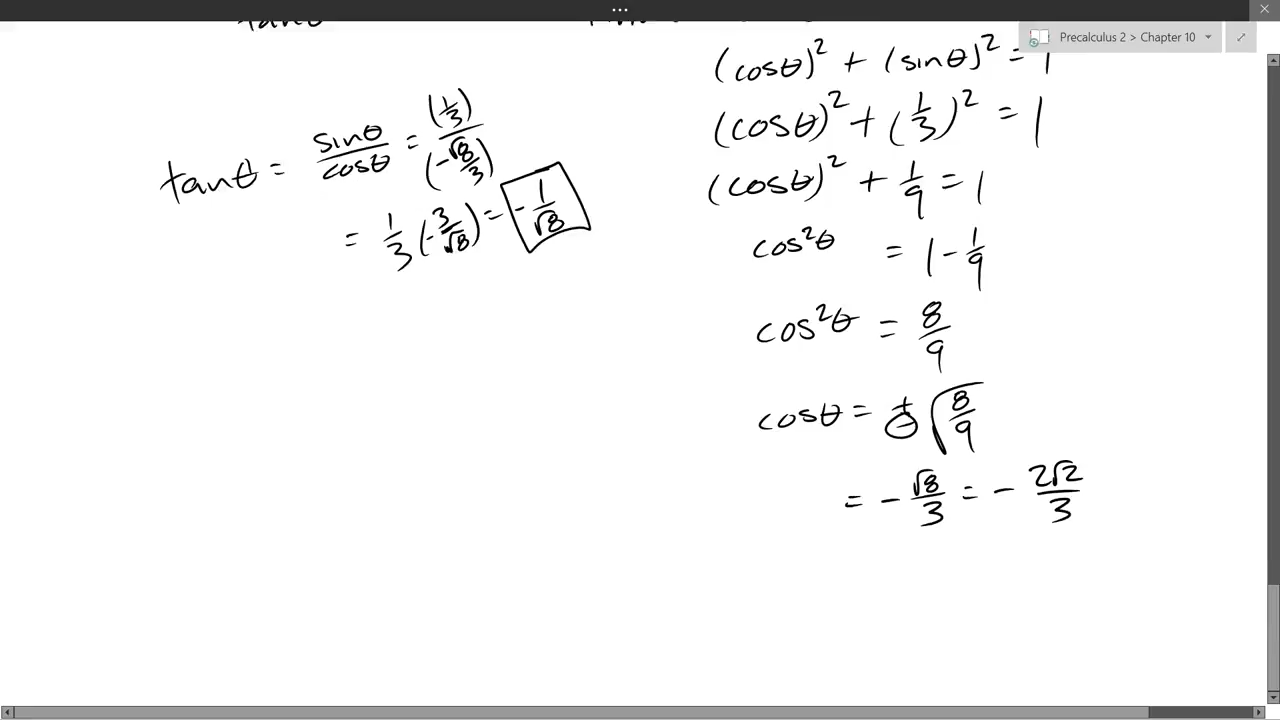 tanθ
Precalculus 2 > Chapter 10
(cosθ)² + (sinθ)² = 1
(cosθ)² + (1/3)² = 1
(cosθ)² + 1/9 = 1
cos²θ = 1 - 1/9
cos²θ = 8/9
cosθ = ±√(8/9)
= -√8/3 = -2√2/3
tanθ = sinθ/cosθ = (1/3)/(-√8/3)
= 1/3(-3/√8) = -1/√8